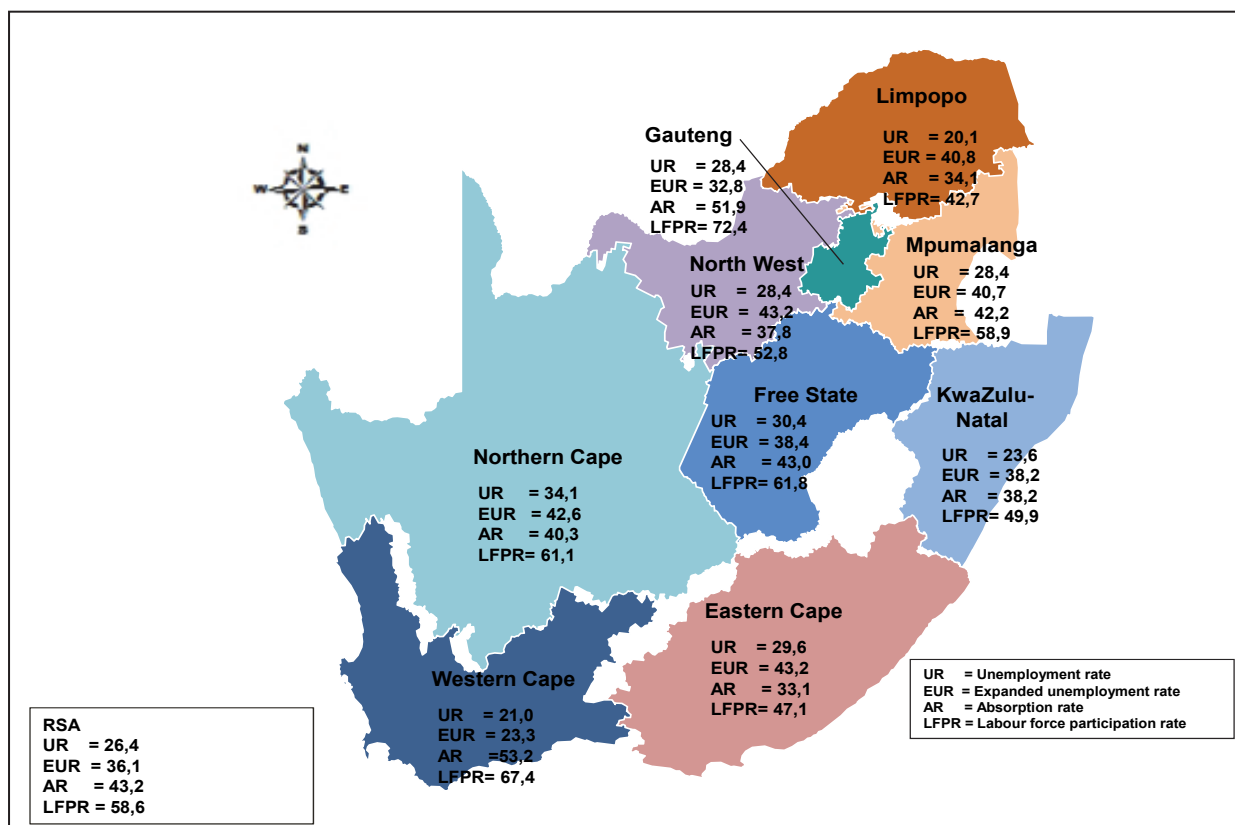 Limpopo
UR = 20,1
EUR = 40,8
AR = 34,1
LFPR= 42,7
Gauteng
UR = 28,4
EUR = 32,8
AR = 51,9
LFPR= 72,4
N
W E
S
Mpumalanga
UR = 28,4
EUR = 40,7
AR = 42,2
LFPR= 58,9
North West
UR = 28,4
EUR = 43,2
AR = 37,8
LFPR= 52,8
Free State
UR = 30,4
EUR = 38,4
AR = 43,0
LFPR= 61,8
KwaZulu-
Natal
UR = 23,6
EUR = 38,2
AR = 38,2
LFPR= 49,9
Northern Cape
UR = 34,1
EUR = 42,6
AR = 40,3
LFPR= 61,1
Eastern Cape
UR = 29,6
EUR = 43,2
AR = 33,1
LFPR= 47,1
Western Cape
UR = 21,0
EUR = 23,3
AR =53,2
LFPR= 67,4
UR = Unemployment rate
EUR = Expanded unemployment rate
AR = Absorption rate
LFPR= Labour force participation rate
RSA
UR = 26,4
EUR = 36,1
AR = 43,2
LFPR = 58,6